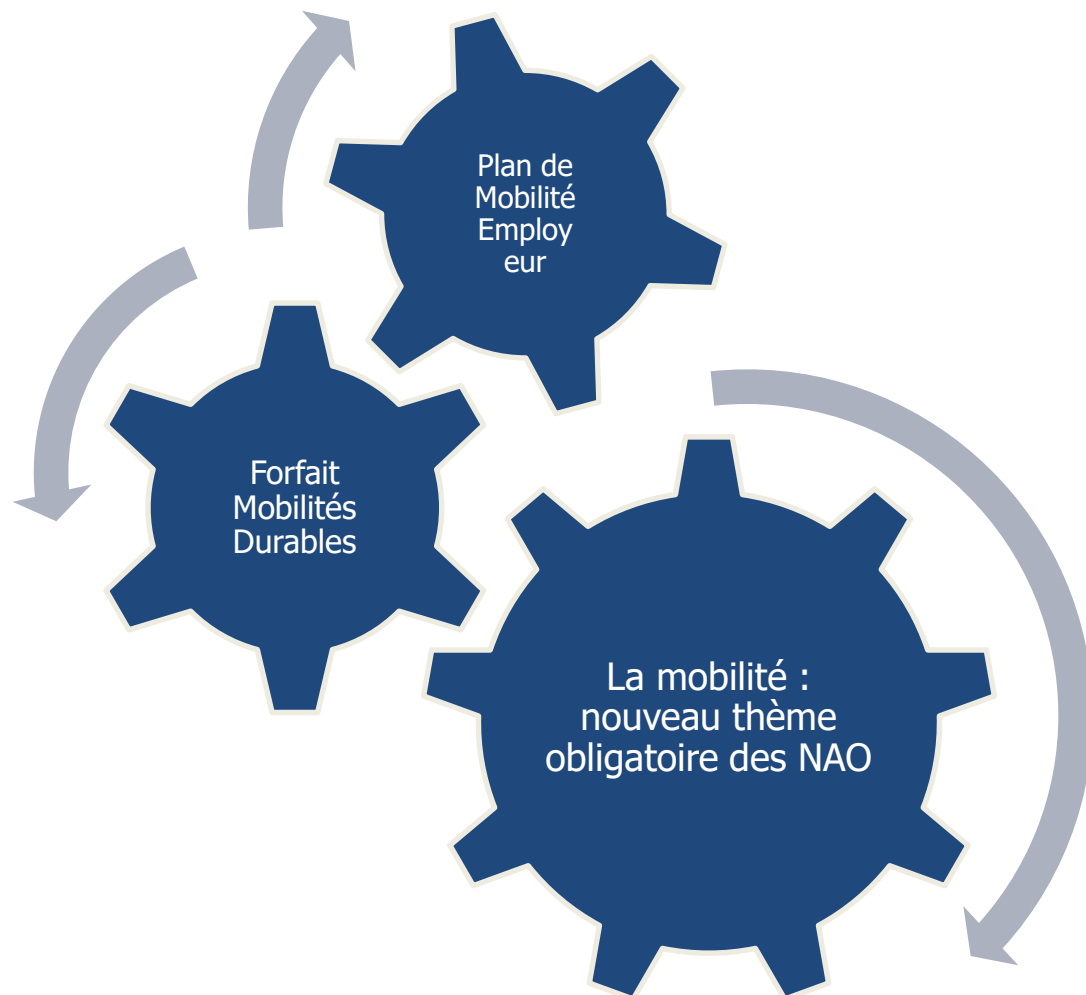 Plan de
Mobilité
Employ
eur
Forfait
Mobilités
Durables
La mobilité :
nouveau thème
obligatoire des NAO